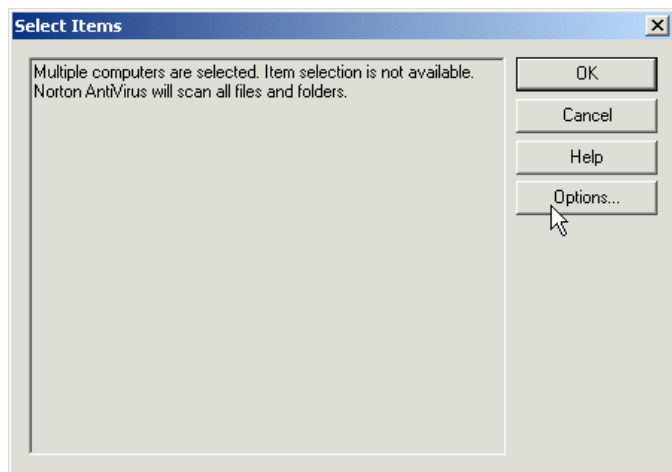 Select Items
Multiple computers are selected. Item selection is not available.
Norton AntiVirus will scan all files and folders.
OK
Cancel
Help
Options...